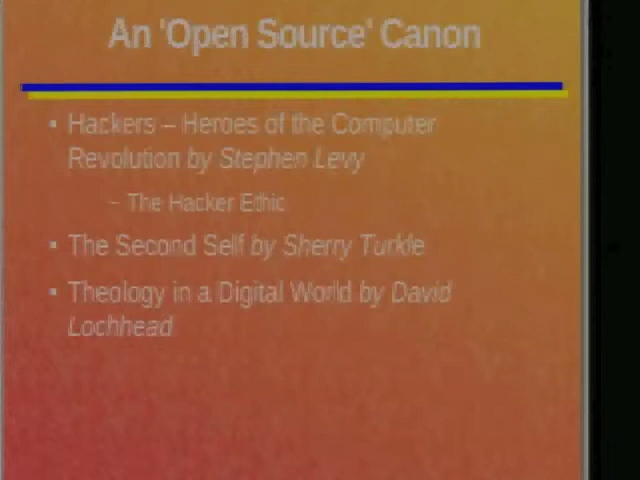 An 'Open Source' Canon
▪ Hackers – Heroes of the Computer
Revolution by Stephen Levy
– The Hacker Ethic
▪ The Second Self by Sherry Turkle
▪ Theology in a Digital World by David
Lochhead